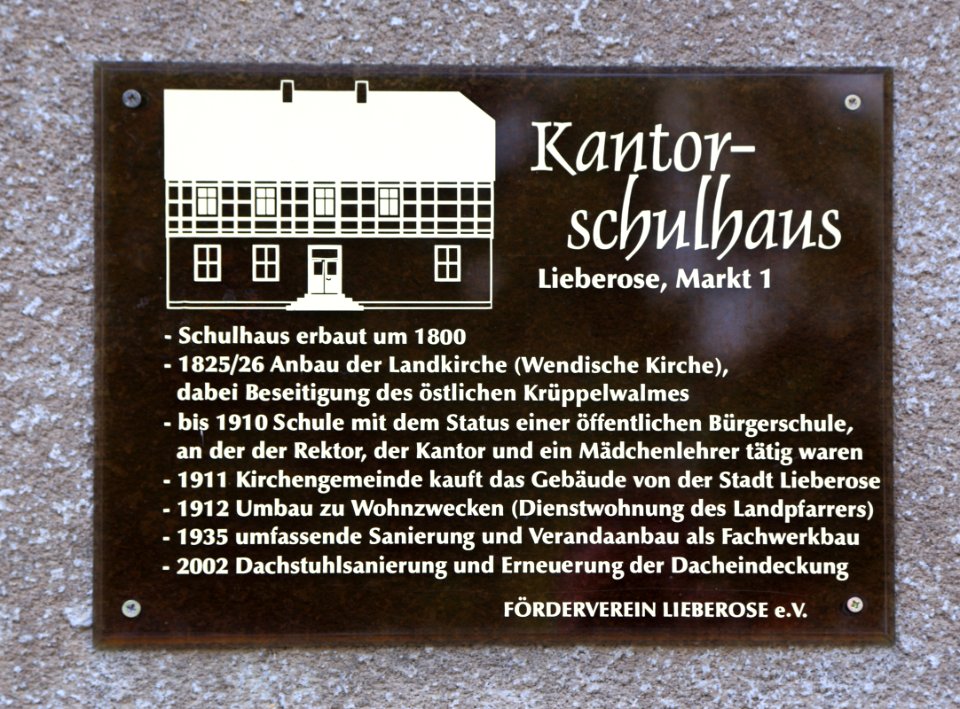 Kantor-
schulhaus
Lieberose, Markt 1
- Schulhaus erbaut um 1800
- 1825/26 Anbau der Landkirche (Wendische Kirche),
dabei Beseitigung des östlichen Krüppelwalmes
- bis 1910 Schule mit dem Status einer öffentlichen Bürgerschule,
an der der Rektor, der Kantor und ein Mädchenlehrer tätig waren
- 1911 Kirchengemeinde kauft das Gebäude von der Stadt Lieberose
- 1912 Umbau zu Wohnzwecken (Dienstwohnung des Landpfarrers)
- 1935 umfassende Sanierung und Verandaanbau als Fachwerkbau
- 2002 Dachstuhlsanierung und Erneuerung der Dacheindeckung
FÖRDERVEREIN LIEBEROSE e.V.